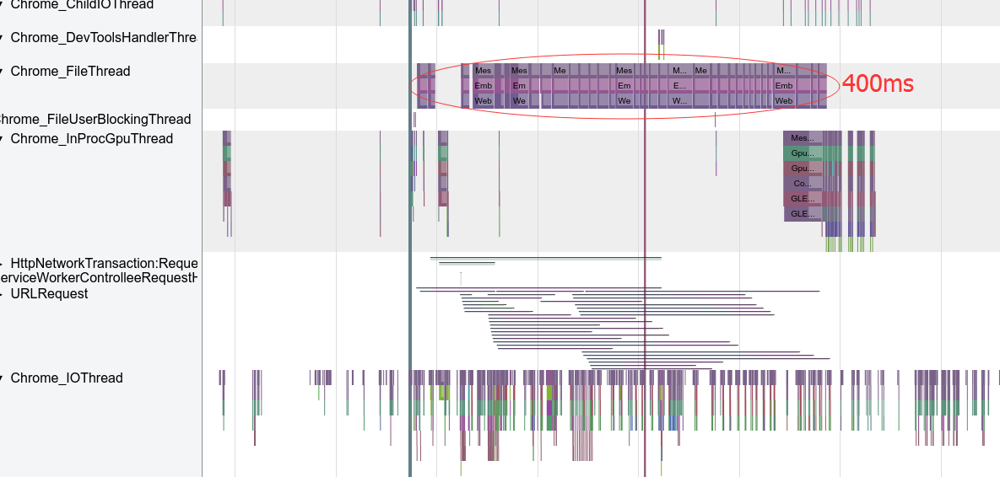 Chrome_ChildIOThread
Chrome_DevToolsHandlerThre
Chrome_FileThread
Mes Mes Me Mes M... Me M...
Emb Em Em E... Emb
Web We We W... Web
400ms
hrome_FileUserBlockingThread
Chrome_InProcGpuThread
Mes...
Gpu...
Gpu...
Co...
GLE...
GLE...
HttpNetworkTransaction:Reque
erviceWorkerControlleeRequestH
URLRequest
Chrome_IOThread